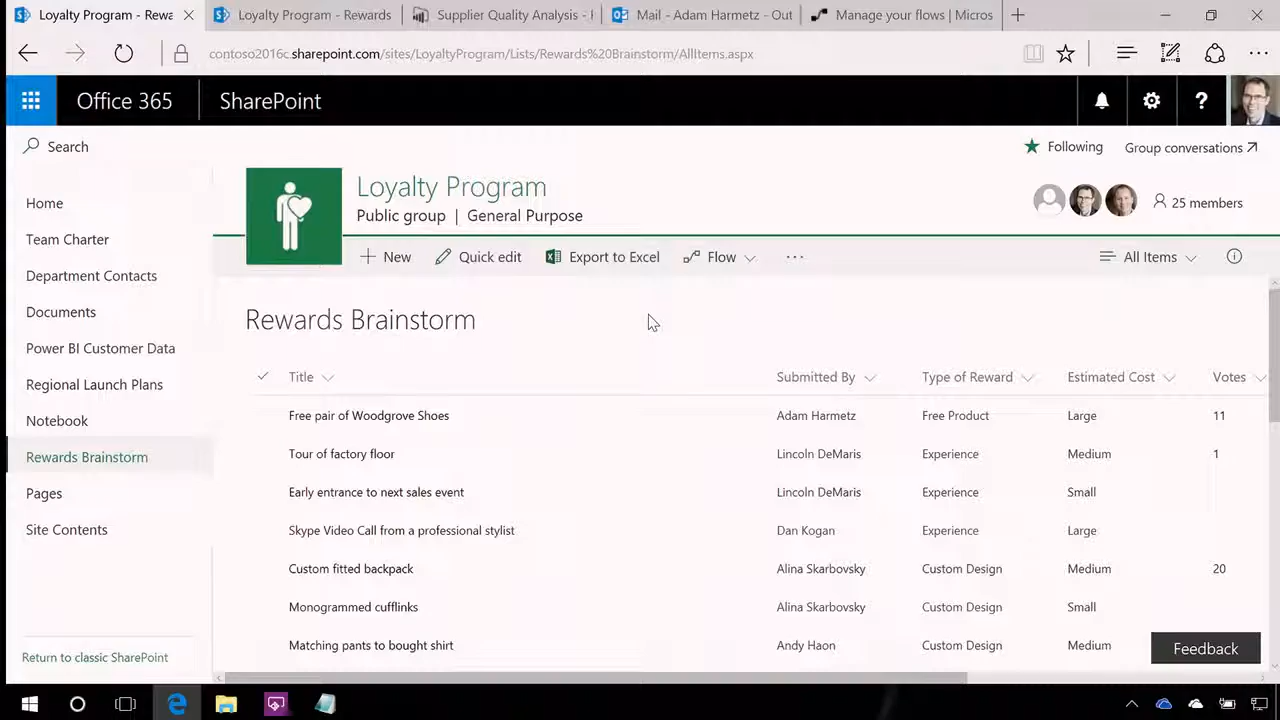 Loyalty Program - Rewa
Loyalty Program - Rewards
Supplier Quality Analysis -
Mail - Adam Harmetz - Out
Manage your flows | Micros
contoso2016c.sharepoint.com/sites/LoyaltyProgram/Lists/Rewards%20Brainstorm/AllItems.aspx
Office 365
SharePoint
Search
Following
Group conversations
Home
Team Charter
Department Contacts
Documents
Power BI Customer Data
Regional Launch Plans
Notebook
Rewards Brainstorm
Pages
Site Contents
Return to classic SharePoint
Loyalty Program
Public group | General Purpose
25 members
New Quick edit Export to Excel Flow ... All Items
Rewards Brainstorm
Title Submitted By Type of Reward Estimated Cost Votes
Free pair of Woodgrove Shoes Adam Harmetz Free Product Large 11
Tour of factory floor Lincoln DeMaris Experience Medium 1
Early entrance to next sales event Lincoln DeMaris Experience Small
Skype Video Call from a professional stylist Dan Kogan Experience Large
Custom fitted backpack Alina Skarbovsky Custom Design Medium 20
Monogrammed cufflinks Alina Skarbovsky Custom Design Small
Matching pants to bought shirt Andy Haon Custom Design Medium
Feedback